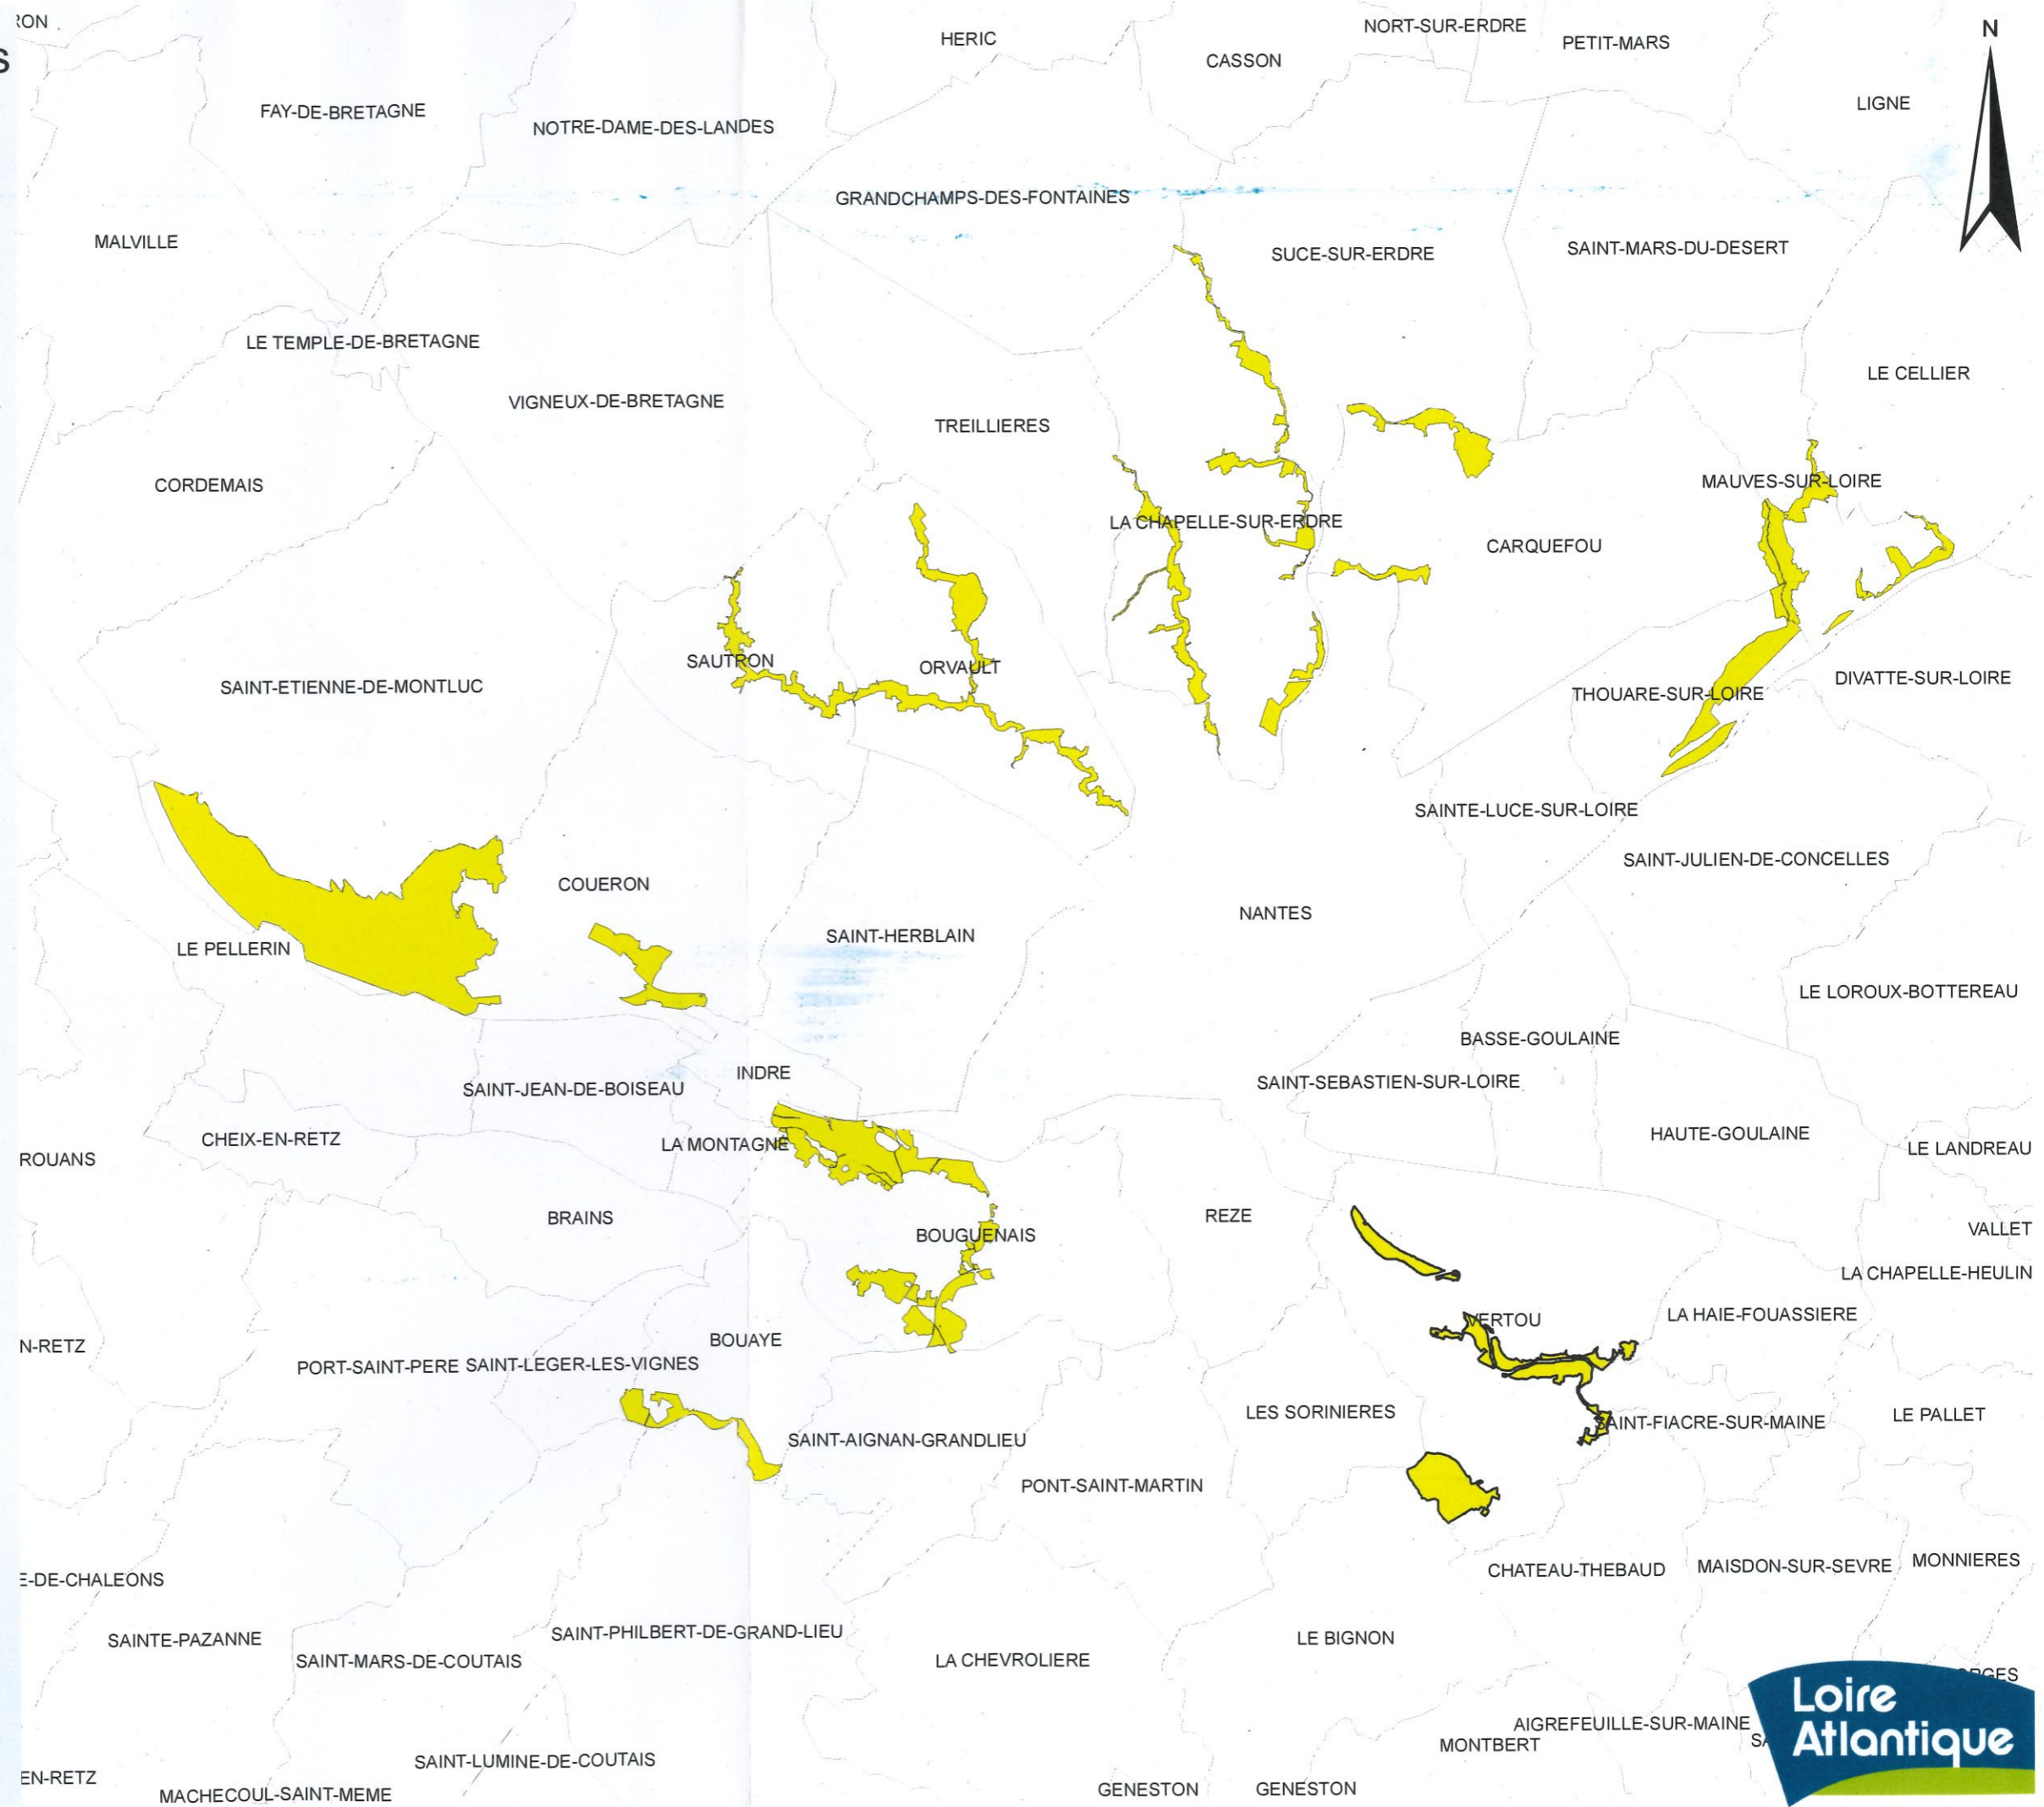 RON
S
HERIC
NORT-SUR-ERDRE
PETIT-MARS
N
CASSON
LIGNE
FAY-DE-BRETAGNE
NOTRE-DAME-DES-LANDES
GRANDCHAMPS-DES-FONTAINES
MALVILLE
SUCE-SUR-ERDRE
SAINT-MARS-DU-DESERT
LE TEMPLE-DE-BRETAGNE
LE CELLIER
VIGNEUX-DE-BRETAGNE
TREILLIERES
CORDEMAIS
MAUVES-SUR-LOIRE
LA CHAPELLE-SUR-ERDRE
CARQUEFOU
SAUTRON
ORVAULT
SAINT-ETIENNE-DE-MONTLUC
THOUARE-SUR-LOIRE
DIVATTE-SUR-LOIRE
SAINTE-LUCE-SUR-LOIRE
SAINT-JULIEN-DE-CONCELLES
COUERON
NANTES
SAINT-HERBLAIN
LE PELLERIN
LE LOROUX-BOTTEREAU
BASSE-GOULAINE
INDRE
SAINT-JEAN-DE-BOISEAU
SAINT-SEBASTIEN-SUR-LOIRE
CHEIX-EN-RETZ
LA MONTAGNE
HAUTE-GOULAINE
LE LANDREAU
ROUANS
BRAINS
REZE
BOUGUENAIS
VALLET
LA CHAPELLE-HEULIN
VERTOU
LA HAIE-FOUASSIERE
N-RETZ
BOUAYE
PORT-SAINT-PERE SAINT-LEGER-LES-VIGNES
LES SORINIERES
SAINT-FIACRE-SUR-MAINE
LE PALLET
SAINT-AIGNAN-GRANDLIEU
PONT-SAINT-MARTIN
E-DE-CHALEONS
CHATEAU-THEBAUD
MAISDON-SUR-SEVRE
MONNIERES
SAINTE-PAZANNE
SAINT-MARS-DE-COUTAIS
SAINT-PHILBERT-DE-GRAND-LIEU
LE BIGNON
LA CHEVROLIERE
ORGES
Loire
Atlantique
AIGREFEUILLE-SUR-MAINE
MONTBERT
SA
SAINT-LUMINE-DE-COUTAIS
EN-RETZ
MACHECOUL-SAINT-MEME
GENESTON
GENESTON